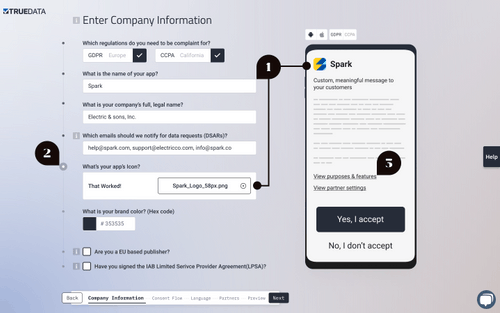 TRUEDATA
Enter Company Information
Which regulations do you need to be complaint for?
GDPR Europe
CCPA California
What is the name of your app?
Spark
What is your company's full, legal name?
Electric & sons, Inc.
Which emails should we notify for data requests (DSARs)?
help@spark.com, support@electricco.com, info@spark.co
2
What's your app's Icon?
That Worked!
Spark_Logo_58px.png
What is your brand color? (Hex code)
# 353535
Are you a EU based publisher?
Have you signed the IAB Limited Serivce Provider Agreement(LPSA)?
Back
Company Information
Consent Flow
Language
Partners
Preview
Next
GDPR CCPA
1
Spark
Custom, meaningful message to
your customers
3
View purposes & features
View partner settings
Yes, I accept
No, I don't accept
Help